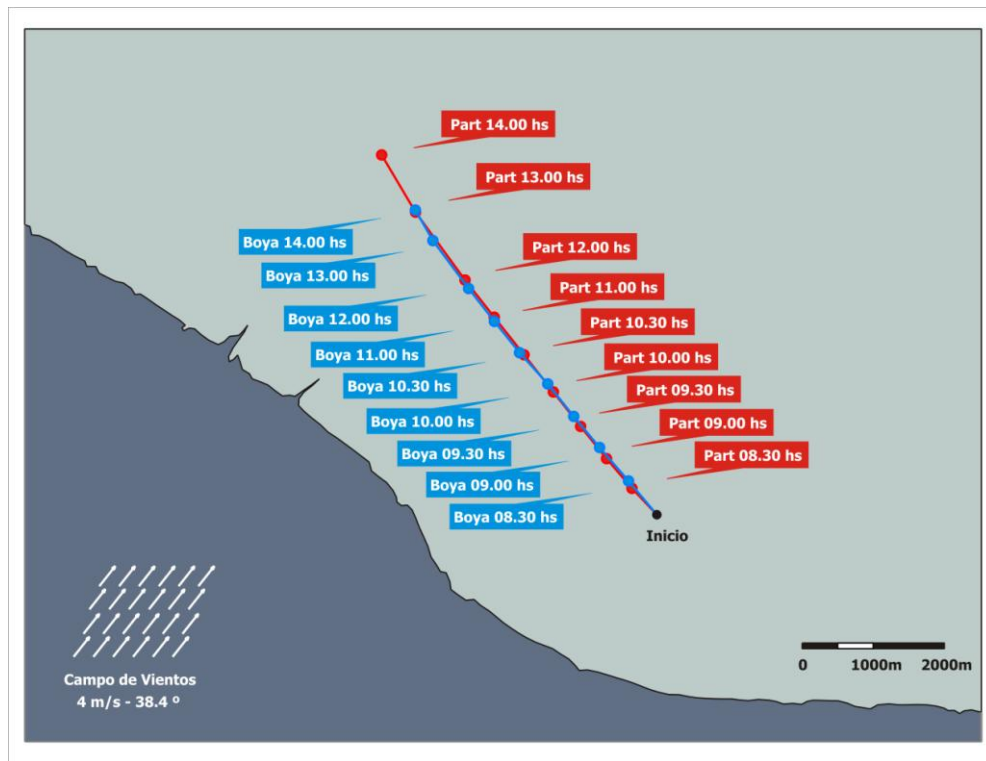 Part 14.00 hs
Part 13.00 hs
Boya 14.00 hs
Part 12.00 hs
Boya 13.00 hs
Part 11.00 hs
Boya 12.00 hs
Part 10.30 hs
Boya 11.00 hs
Part 10.00 hs
Boya 10.30 hs
Part 09.30 hs
Boya 10.00 hs
Part 09.00 hs
Boya 09.30 hs
Part 08.30 hs
Boya 09.00 hs
Boya 08.30 hs
Inicio
Campo de Vientos
4 m/s - 38.4 º
0 1000m 2000m